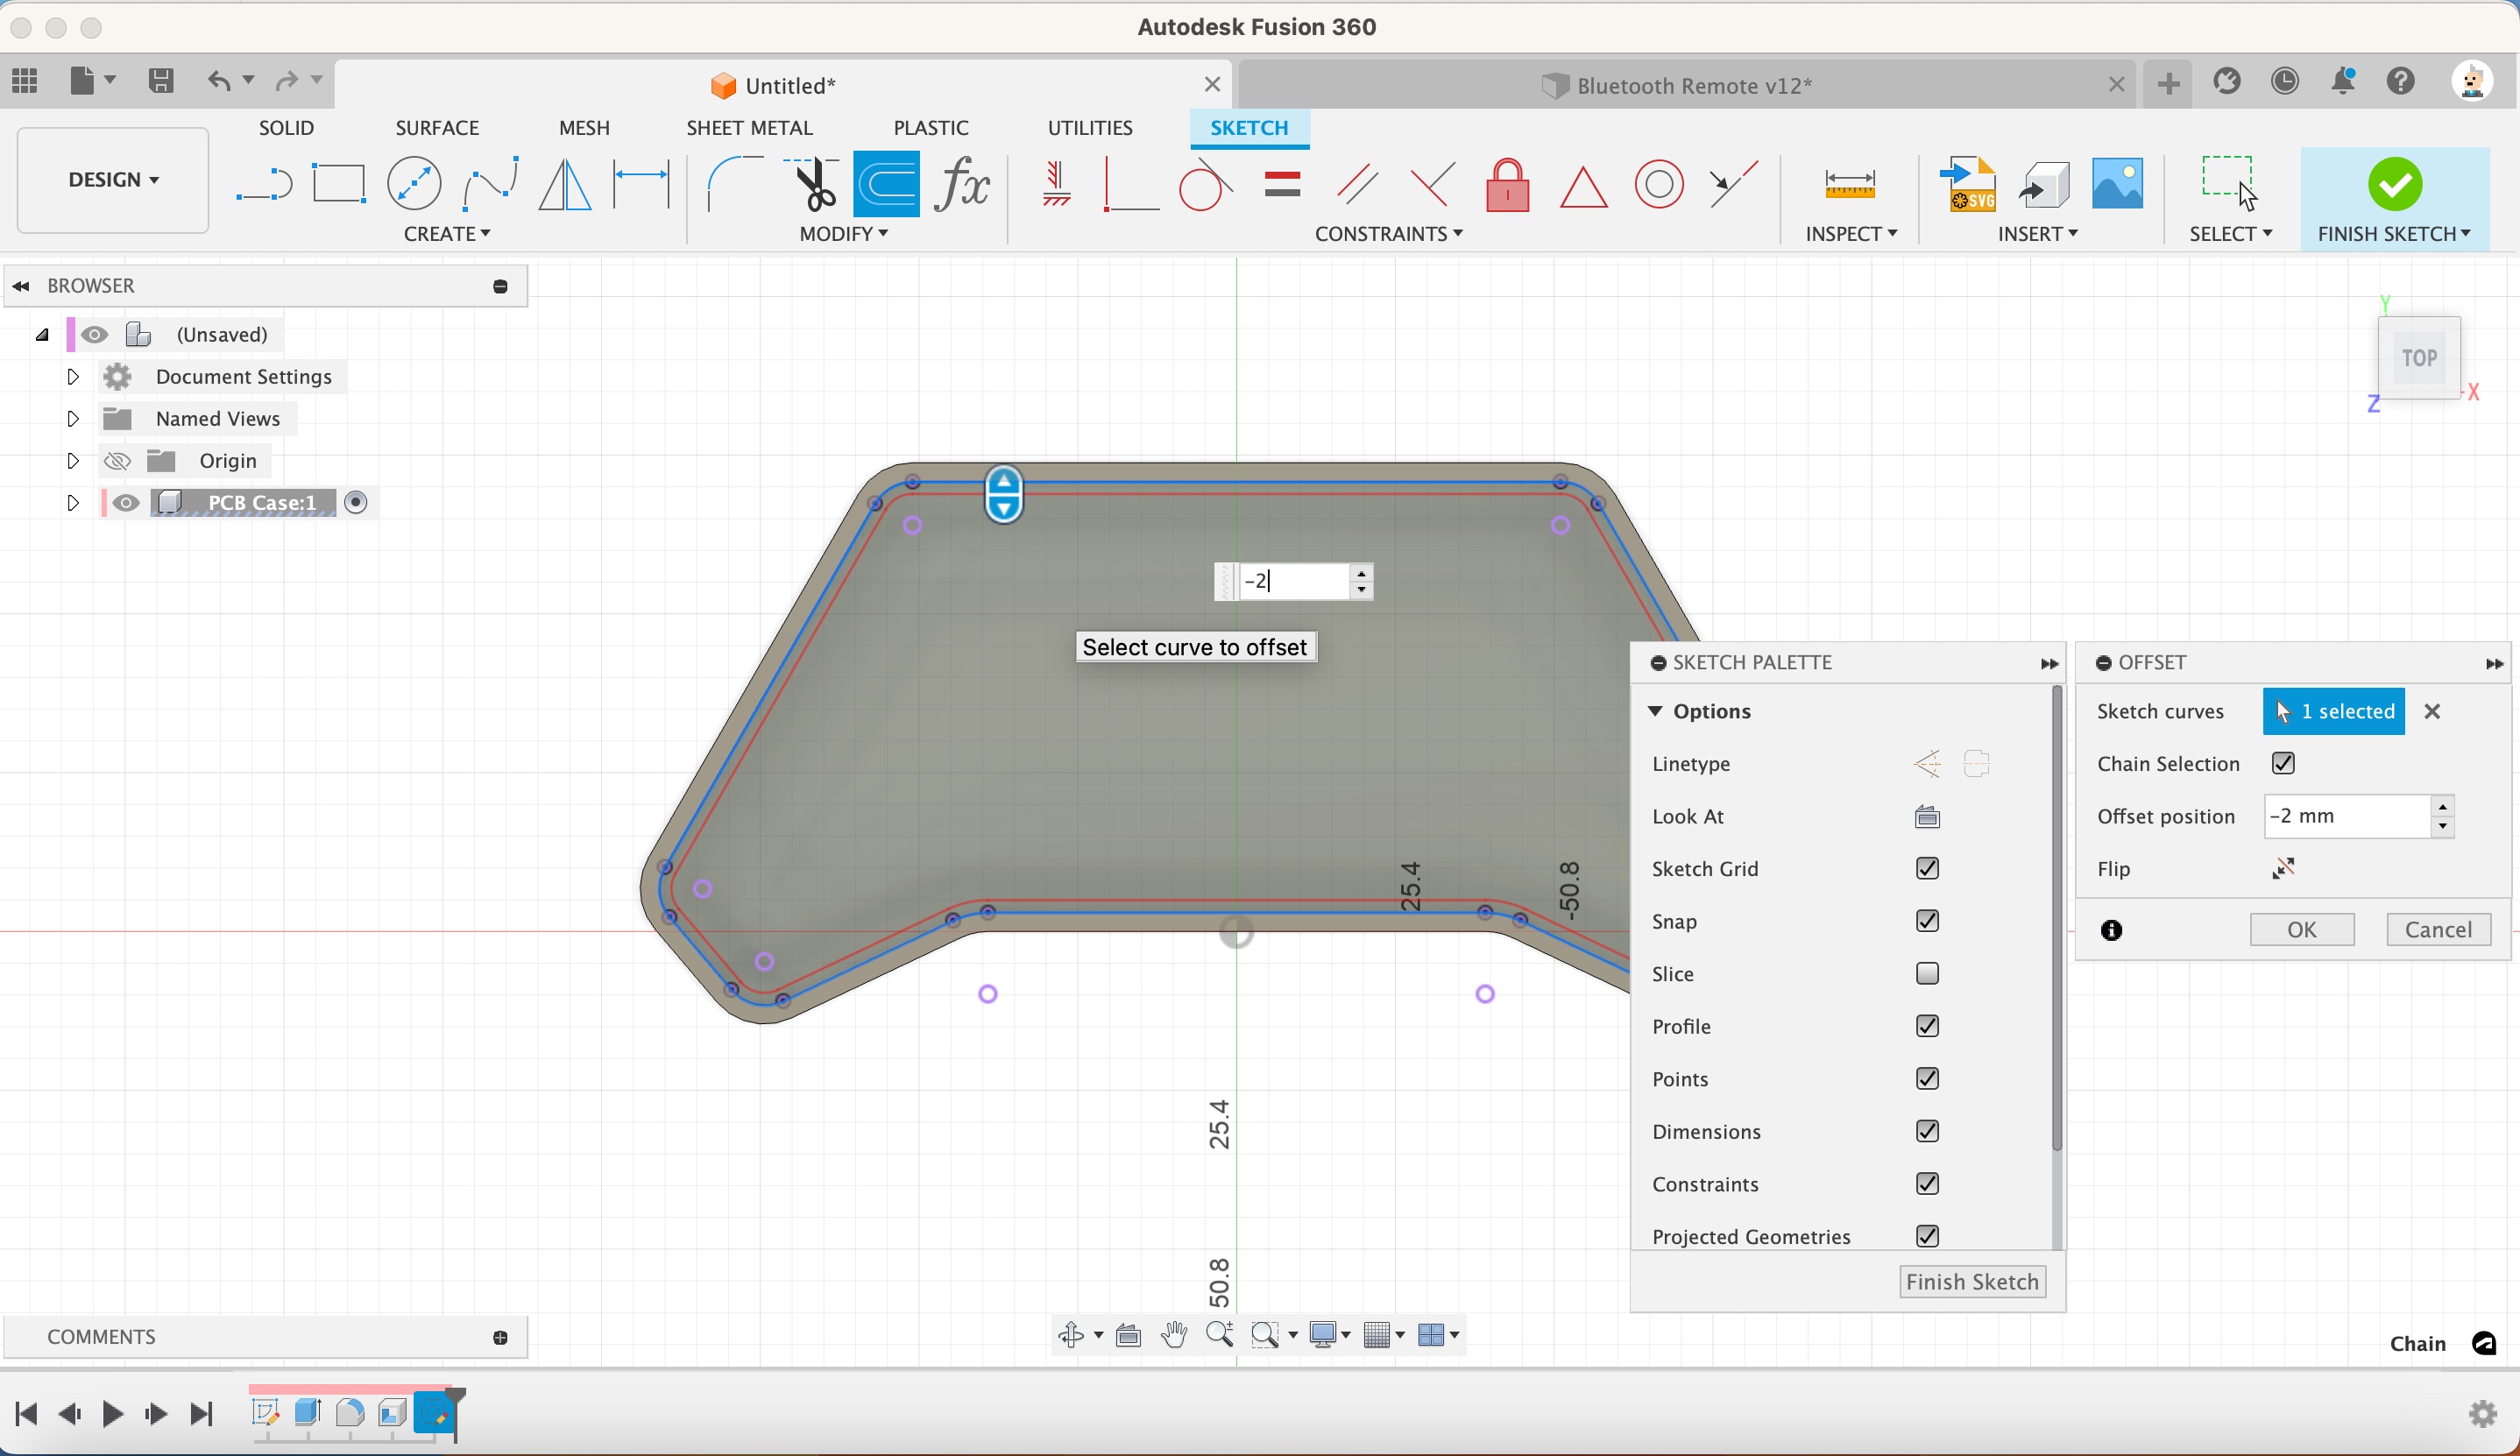 Autodesk Fusion 360
Untitled*
Bluetooth Remote v12*
SOLID
SURFACE
MESH
SHEET METAL
PLASTIC
UTILITIES
SKETCH
DESIGN
fx
SVG
CREATE
MODIFY
CONSTRAINTS
INSPECT
INSERT
SELECT
FINISH SKETCH
BROWSER
(Unsaved)
Document Settings
Named Views
Origin
PCB Case:1
Y
TOP
X
Z
-2
Select curve to offset
25.4
-50.8
25.4
50.8
SKETCH PALETTE
Options
Linetype
Look At
Sketch Grid
Snap
Slice
Profile
Points
Dimensions
Constraints
Projected Geometries
Finish Sketch
OFFSET
Sketch curves
1 selected
Chain Selection
Offset position
-2 mm
Flip
OK
Cancel
COMMENTS
Chain